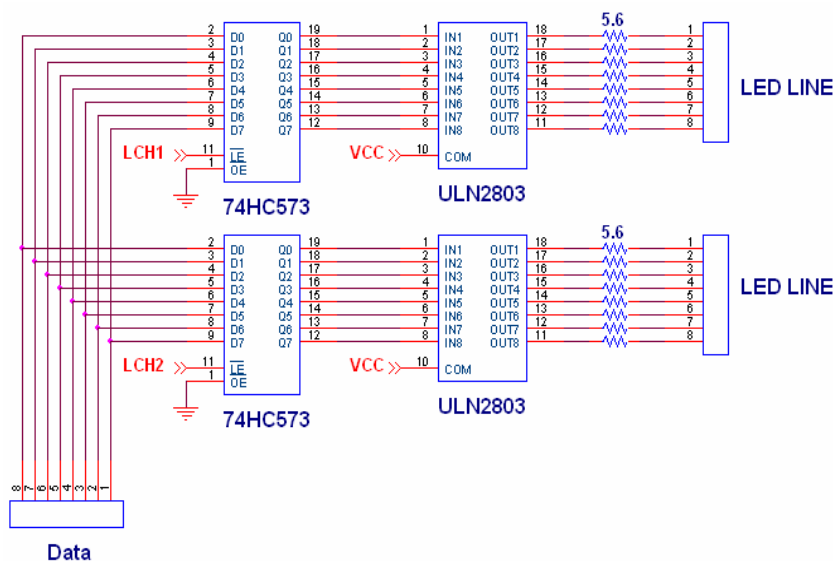 5.6
2 D0 Q0 19 1 IN1 OUT1 18 1
3 D1 Q1 18 2 IN2 OUT2 17 2
4 D2 Q2 17 3 IN3 OUT3 16 3
5 D3 Q3 16 4 IN4 OUT4 15 4
6 D4 Q4 15 5 IN5 OUT5 14 5
7 D5 Q5 14 6 IN6 OUT6 13 6
8 D6 Q6 13 7 IN7 OUT7 12 7
9 D7 Q7 12 8 IN8 OUT8 11 8
LED LINE
LCH1 11 LE VCC 10 COM
1 OE
74HC573 ULN2803
5.6
2 D0 Q0 19 1 IN1 OUT1 18 1
3 D1 Q1 18 2 IN2 OUT2 17 2
4 D2 Q2 17 3 IN3 OUT3 16 3
5 D3 Q3 16 4 IN4 OUT4 15 4
6 D4 Q4 15 5 IN5 OUT5 14 5
7 D5 Q5 14 6 IN6 OUT6 13 6
8 D6 Q6 13 7 IN7 OUT7 12 7
9 D7 Q7 12 8 IN8 OUT8 11 8
LED LINE
LCH2 11 LE VCC 10 COM
1 OE
74HC573 ULN2803
8 7 6 5 4 3 2 1
Data